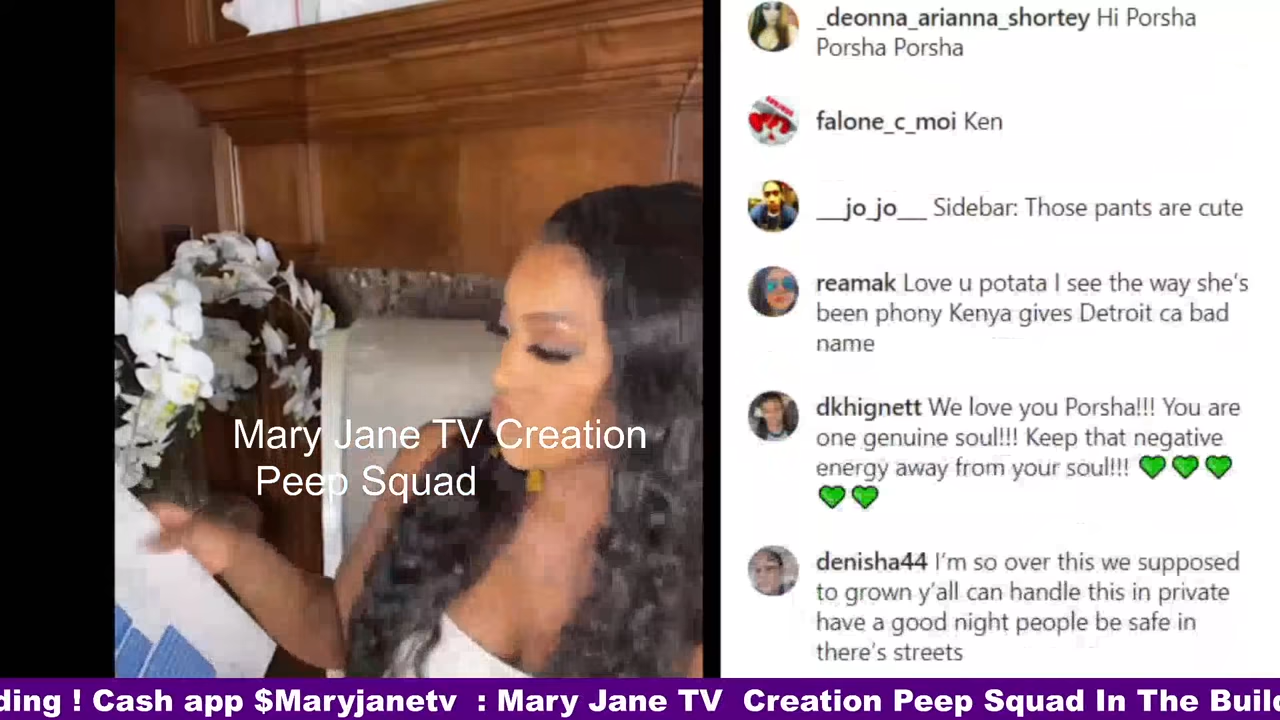 _deonna_arianna_shortey Hi Porsha
Porsha Porsha
falone_c_moi Ken
___jo_jo___ Sidebar: Those pants are cute
reamak Love u potata I see the way she's
been phony Kenya gives Detroit ca bad
name
dkhignett We love you Porsha!!! You are
one genuine soul!!! Keep that negative
energy away from your soul!!! 💚💚💚
💚💚
denisha44 I'm so over this we supposed
to grown y'all can handle this in private
have a good night people be safe in
there's streets
Mary Jane TV Creation
Peep Squad
ding ! Cash app $Maryjanetv : Mary Jane TV Creation Peep Squad In The Build